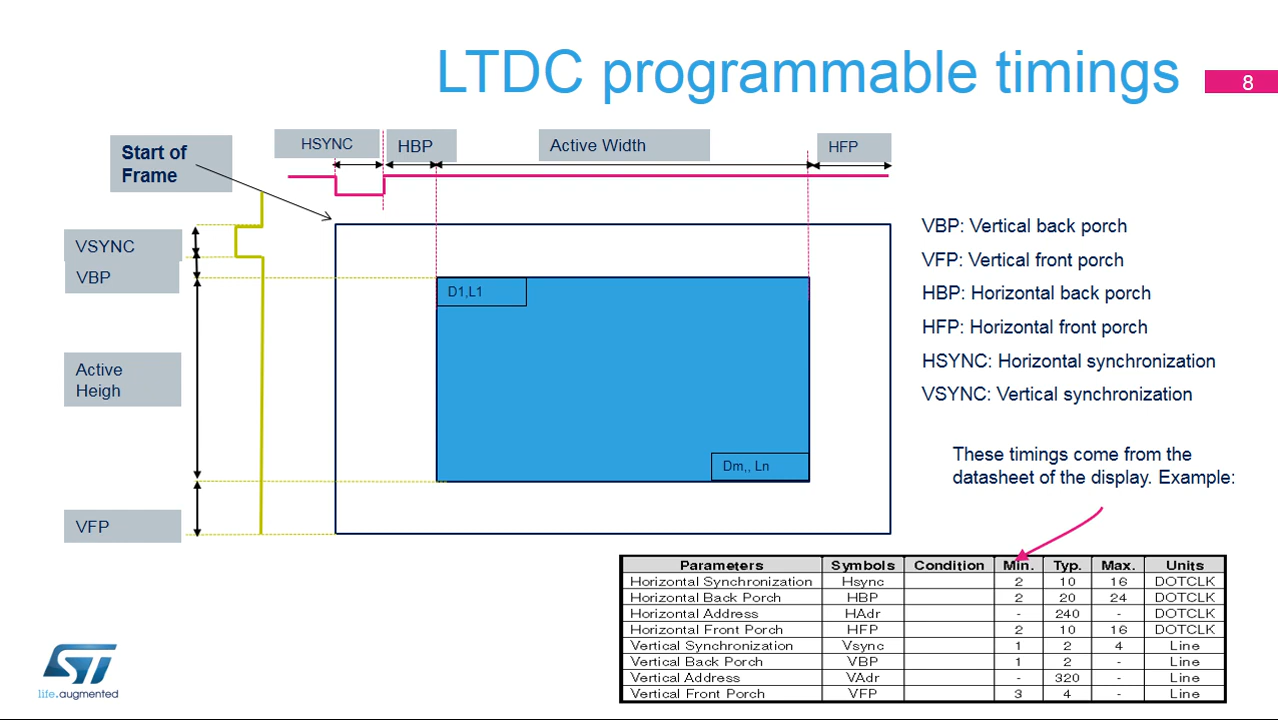 LTDC programmable timings
8
HSYNC
HBP
Active Width
HFP
Start of
Frame
VSYNC
VBP
Active
Heigh
VFP
D1,L1
Dm,, Ln
VBP: Vertical back porch
VFP: Vertical front porch
HBP: Horizontal back porch
HFP: Horizontal front porch
HSYNC: Horizontal synchronization
VSYNC: Vertical synchronization
These timings come from the
datasheet of the display. Example:
Parameters Symbols Condition Min. Typ. Max. Units
Horizontal Synchronization Hsync 2 10 16 DOTCLK
Horizontal Back Porch HBP 2 20 24 DOTCLK
Horizontal Address HAdr - 240 - DOTCLK
Horizontal Front Porch HFP 2 10 16 DOTCLK
Vertical Synchronization Vsync 1 2 4 Line
Vertical Back Porch VBP 1 2 - Line
Vertical Address VAdr - 320 - Line
Vertical Front Porch VFP 3 4 - Line
ST
life.augmented